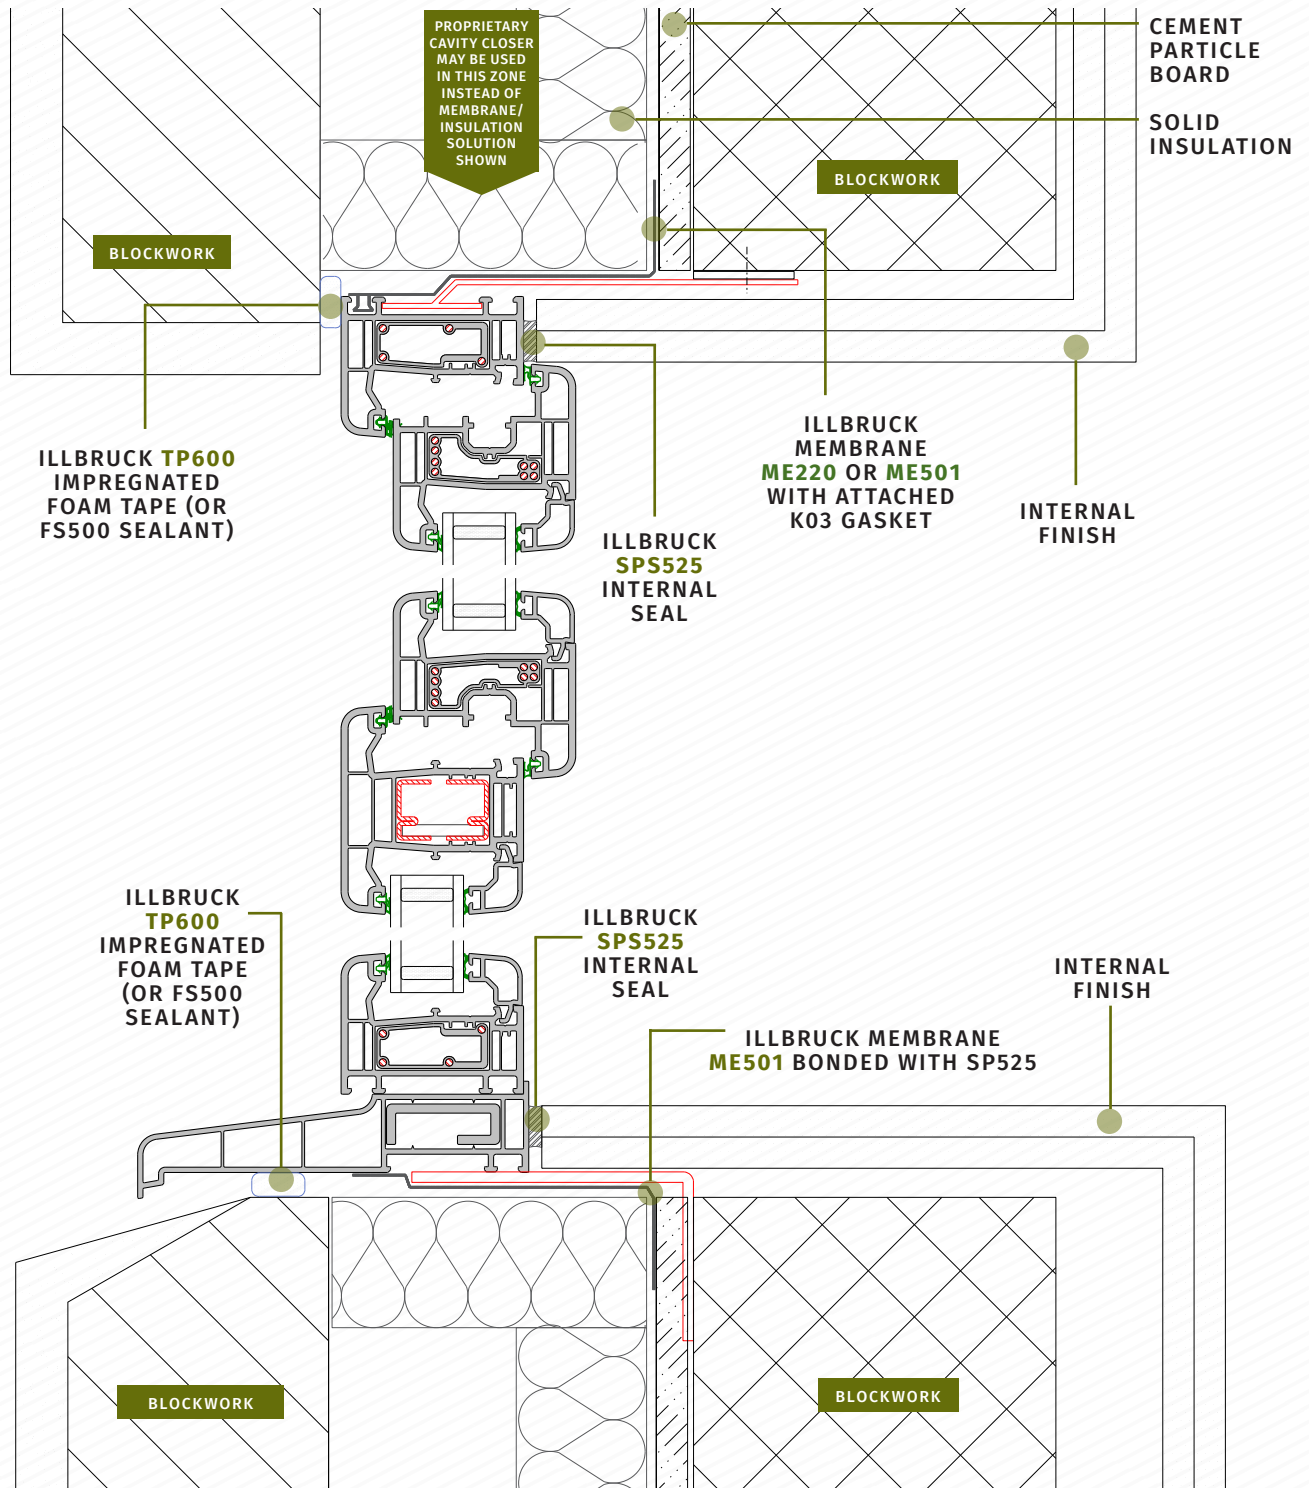 PROPRIETARY
CAVITY CLOSER
MAY BE USED
IN THIS ZONE
INSTEAD OF
MEMBRANE/
INSULATION
SOLUTION
SHOWN
CEMENT
PARTICLE
BOARD
SOLID
INSULATION
BLOCKWORK
BLOCKWORK
ILLBRUCK TP600
IMPREGNATED
FOAM TAPE (OR
FS500 SEALANT)
ILLBRUCK
MEMBRANE
ME220 OR ME501
WITH ATTACHED
K03 GASKET
INTERNAL
FINISH
ILLBRUCK
SPS525
INTERNAL
SEAL
ILLBRUCK
TP600
IMPREGNATED
FOAM TAPE
(OR FS500
SEALANT)
ILLBRUCK
SPS525
INTERNAL
SEAL
INTERNAL
FINISH
ILLBRUCK MEMBRANE
ME501 BONDED WITH SP525
BLOCKWORK
BLOCKWORK